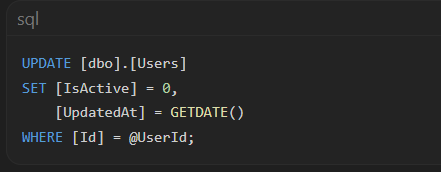 sql
UPDATE [dbo].[Users]
SET [IsActive] = 0,
    [UpdatedAt] = GETDATE()
WHERE [Id] = @UserId;